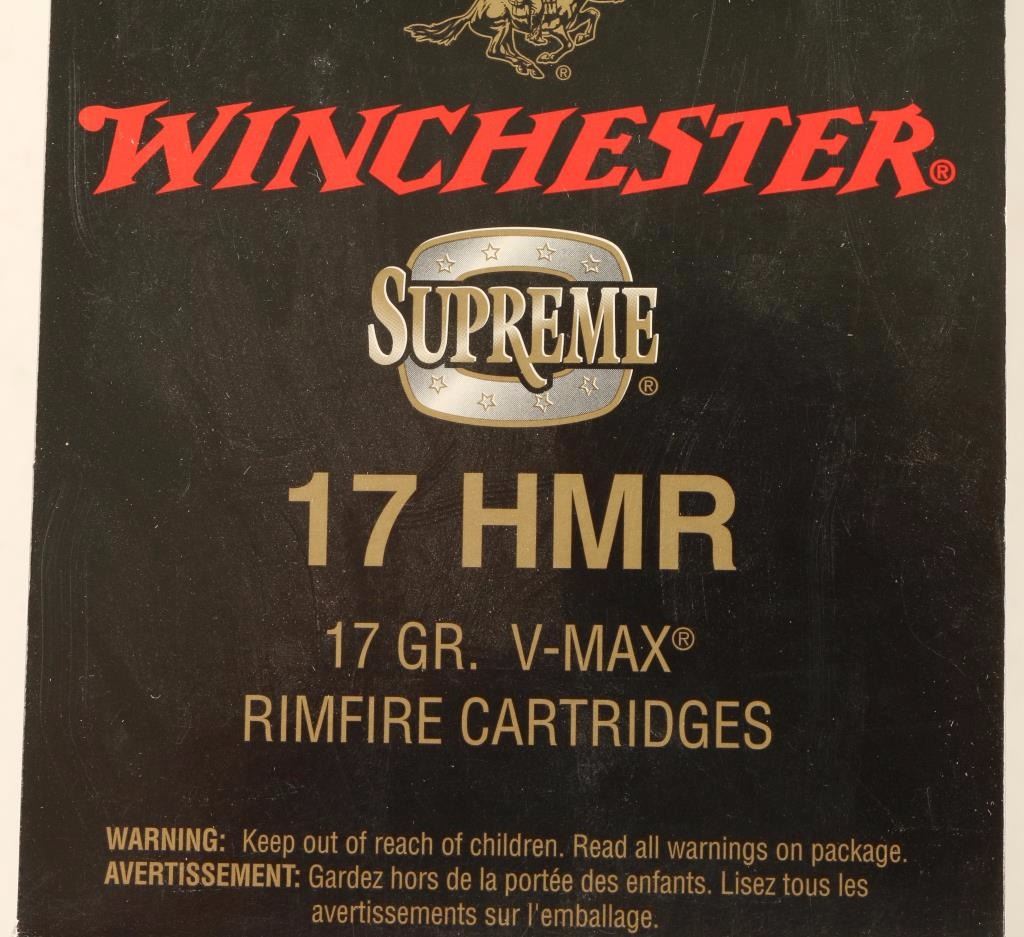 ®
WINCHESTER®
SUPREME®
17 HMR
17 GR. V-MAX®
RIMFIRE CARTRIDGES
WARNING: Keep out of reach of children. Read all warnings on package.
AVERTISSEMENT: Gardez hors de la portée des enfants. Lisez tous les
avertissements sur l'emballage.